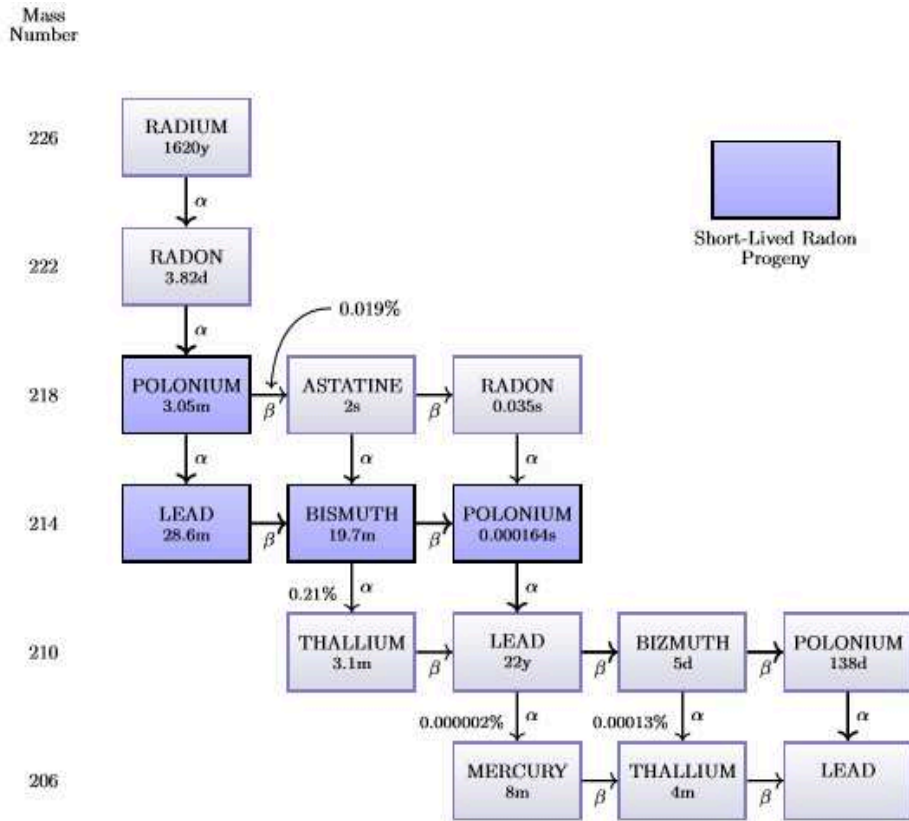 Mass
Number
226
RADIUM
1620y
α
Short-Lived Radon
Progeny
222
RADON
3.82d
α
0.019%
218
POLONIUM
3.05m
β
ASTATINE
2s
β
RADON
0.035s
α
α
α
214
LEAD
28.6m
β
BISMUTH
19.7m
β
POLONIUM
0.000164s
0.21%
α
α
210
THALLIUM
3.1m
β
LEAD
22y
β
BIZMUTH
5d
β
POLONIUM
138d
0.000002%
α
0.00013%
α
α
206
MERCURY
8m
β
THALLIUM
4m
β
LEAD